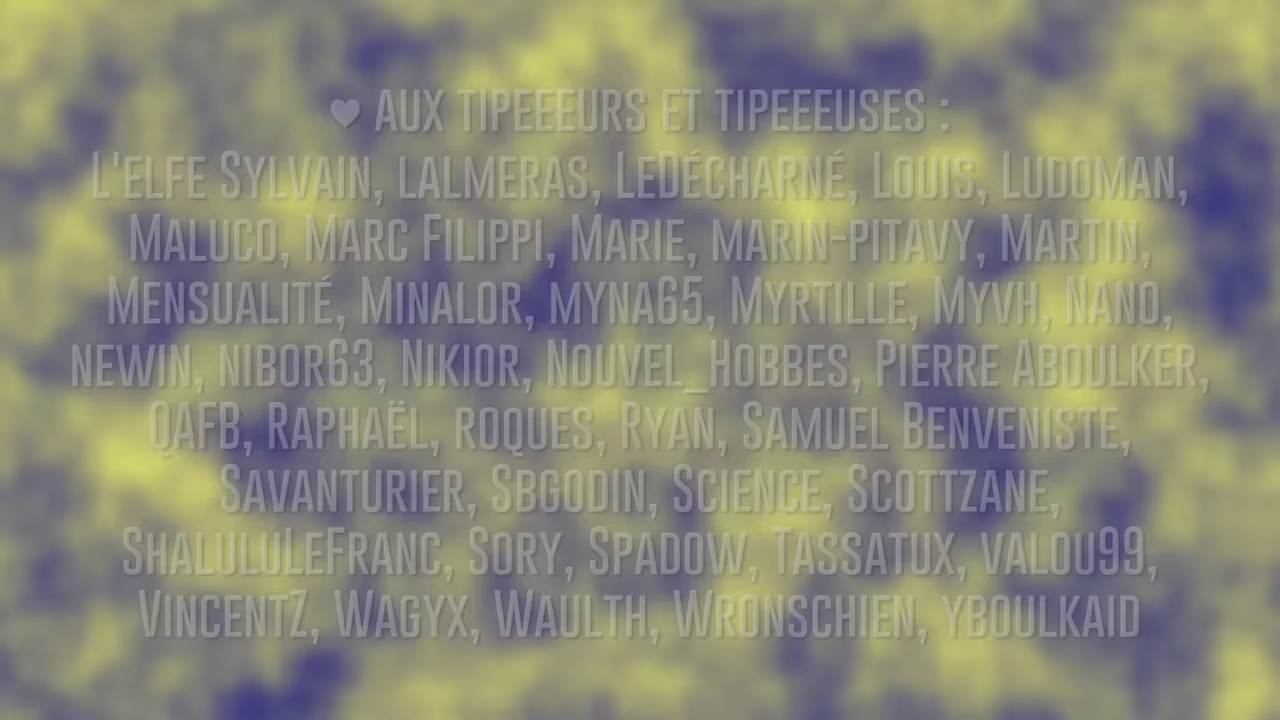 ♥ AUX TIPEEEURS ET TIPEEEUSES :
L'ELFE SYLVAIN, LALMERAS, LEDÉCHARNÉ, LOUIS, LUDOMAN,
MALUCO, MARC FILIPPI, MARIE, MARIN-PITAVY, MARTIN,
MENSUALITÉ, MINALOR, MYNA65, MYRTILLE, MYVH, NANO,
NEWIN, NIBOR63, NIKIOR, NOUVEL_HOBBES, PIERRE ABOULKER,
QAFB, RAPHAËL, ROQUES, RYAN, SAMUEL BENVENISTE,
SAVANTURIER, SBGODIN, SCIENCE, SCOTTZANE,
SHALULULEFRANC, SORY, SPADOW, TASSATUX, VALOU99,
VINCENTZ, WAGYX, WAULTH, WRONSCHIEN, YBOULKAID